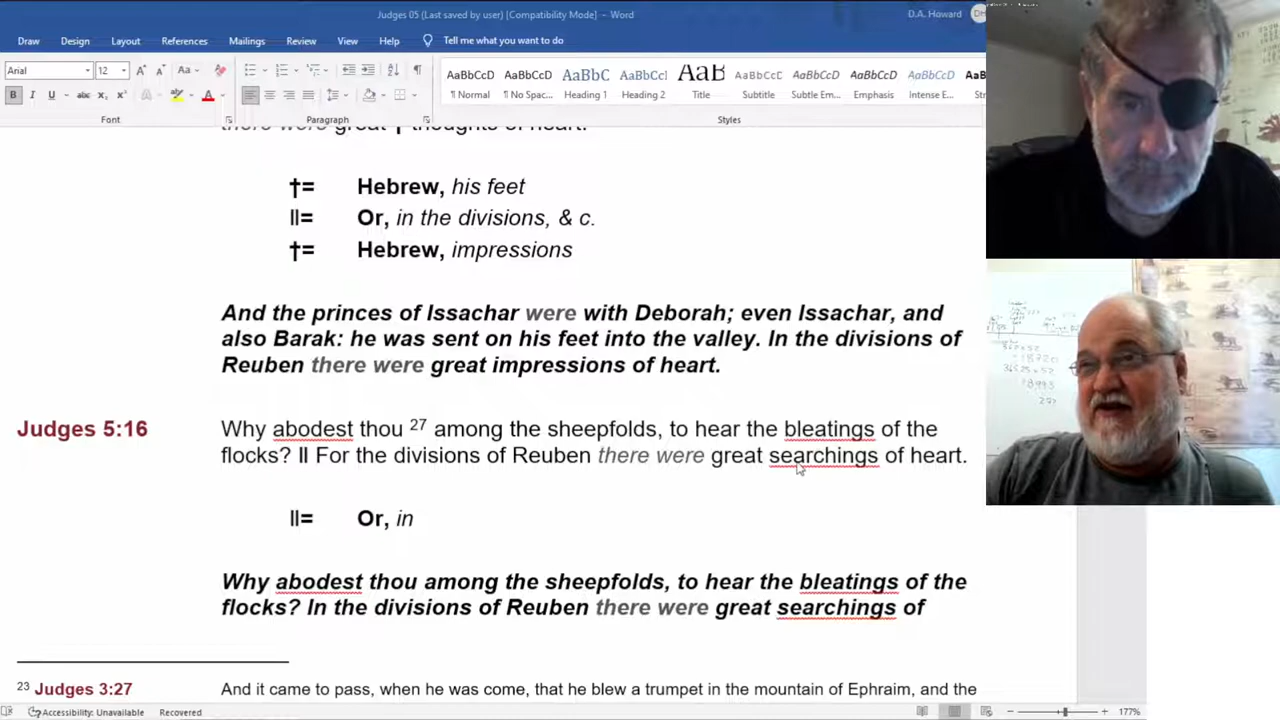 Judges 05 (Last saved by user) [Compatibility Mode] - Word
D.A. Howard
Draw Design Layout References Mailings Review View Help Tell me what you want to do
Arial 12
AaBbCcD AaBbCcD AaBbC AaBbCcl AaB AaBbCcD AaBbCcD AaBbCcD AaBbCcD
¶ Normal ¶ No Spac... Heading 1 Heading 2 Title Subtitle Subtle Em... Emphasis Intense E...
Font Paragraph Styles
there were great † thoughts of heart.
†= Hebrew, his feet
ǁ= Or, in the divisions, & c.
†= Hebrew, impressions
And the princes of Issachar were with Deborah; even Issachar, and
also Barak: he was sent on his feet into the valley. In the divisions of
Reuben there were great impressions of heart.
Judges 5:16 Why abodest thou 27 among the sheepfolds, to hear the bleatings of the
flocks? ǁ For the divisions of Reuben there were great searchings of heart.
ǁ= Or, in
Why abodest thou among the sheepfolds, to hear the bleatings of the
flocks? In the divisions of Reuben there were great searchings of
23 Judges 3:27 And it came to pass, when he was come, that he blew a trumpet in the mountain of Ephraim, and the
Accessibility: Unavailable Recovered
177%